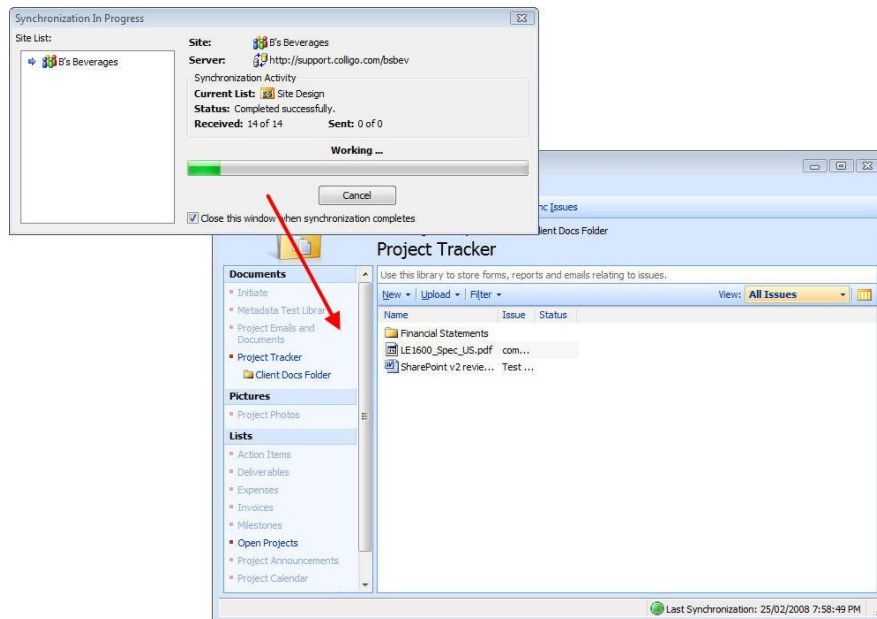 Synchronization In Progress
Site List:
B's Beverages
Site: B's Beverages
Server: http://support.colligo.com/bsbev
Synchronization Activity
Current List: Site Design
Status: Completed successfully.
Received: 14 of 14 Sent: 0 of 0
Working ...
Cancel
Close this window when synchronization completes
Issues
Client Docs Folder
Project Tracker
Documents
Initiate
Metadata Test Librar
Project Emails and
Documents
Project Tracker
Client Docs Folder
Pictures
Project Photos
Lists
Action Items
Deliverables
Expenses
Invoices
Milestones
Open Projects
Project Announcements
Project Calendar
Use this library to store forms, reports and emails relating to issues.
New Upload Filter View: All Issues
Name Issue Status
Financial Statements
LE1600_Spec_US.pdf com...
SharePoint v2 revie... Test ...
Last Synchronization: 25/02/2008 7:58:49 PM